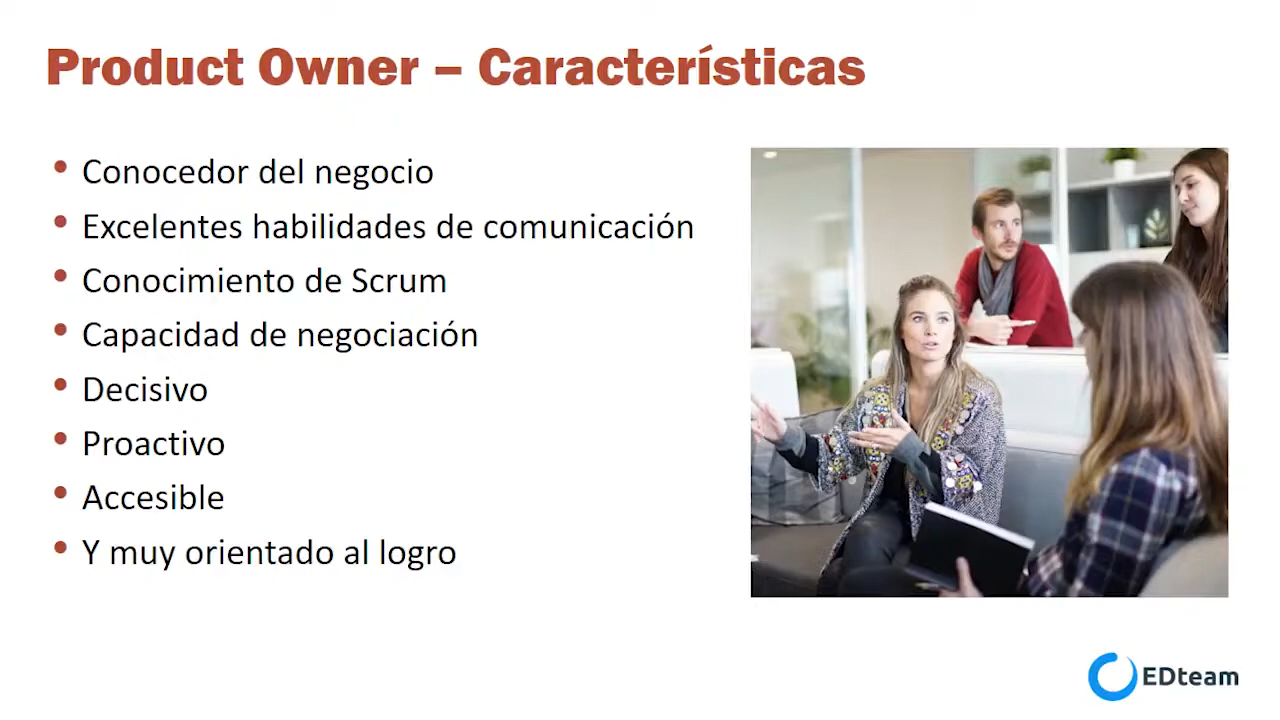 Product Owner – Características
• Conocedor del negocio
• Excelentes habilidades de comunicación
• Conocimiento de Scrum
• Capacidad de negociación
• Decisivo
• Proactivo
• Accesible
• Y muy orientado al logro
EDteam